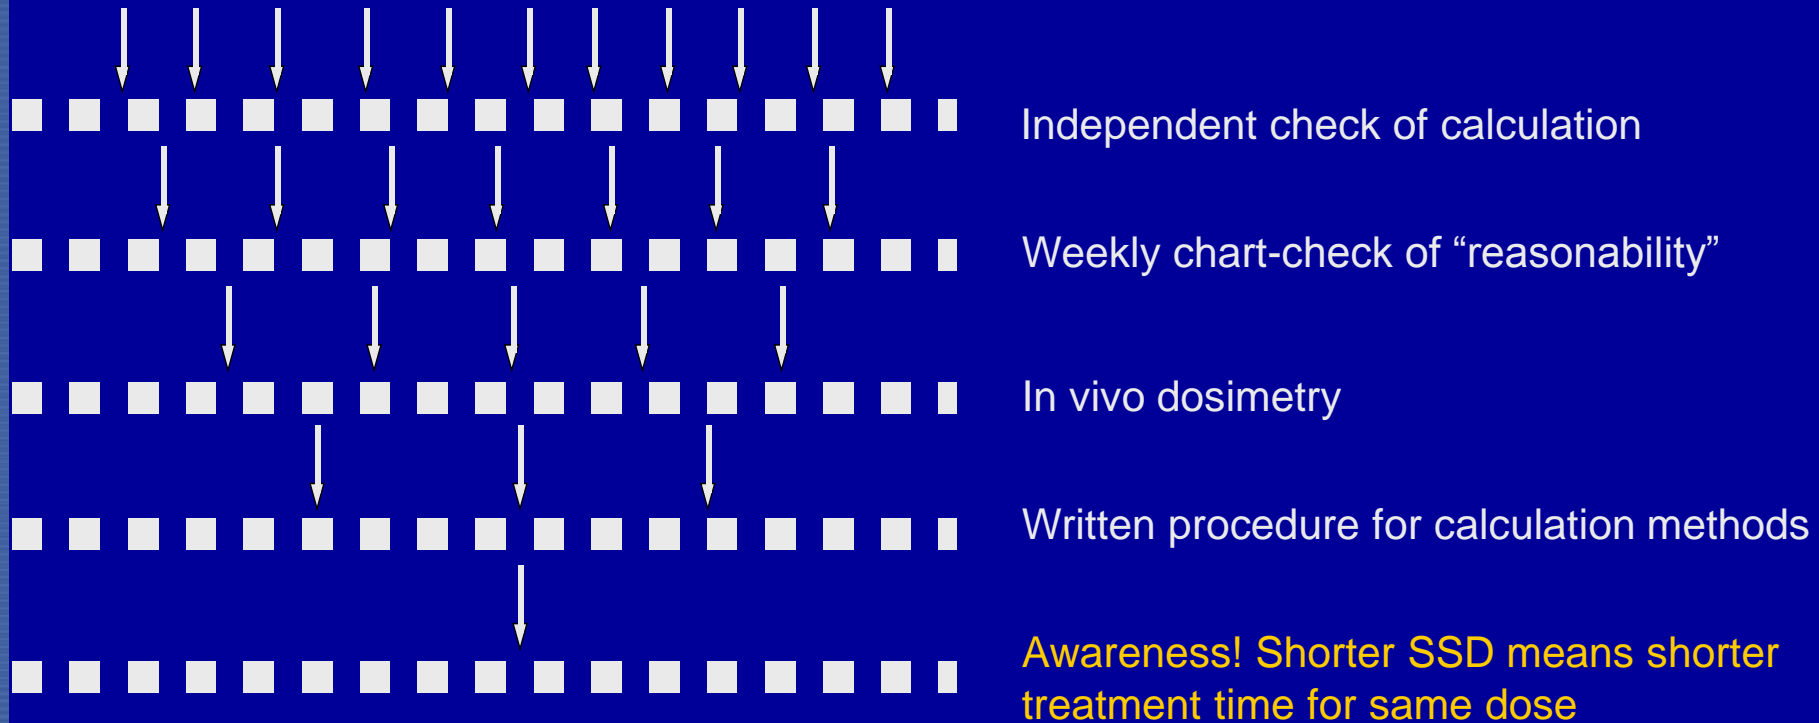 Independent check of calculation
Weekly chart-check of “reasonability”
In vivo dosimetry
Written procedure for calculation methods
Awareness! Shorter SSD means shorter
treatment time for same dose